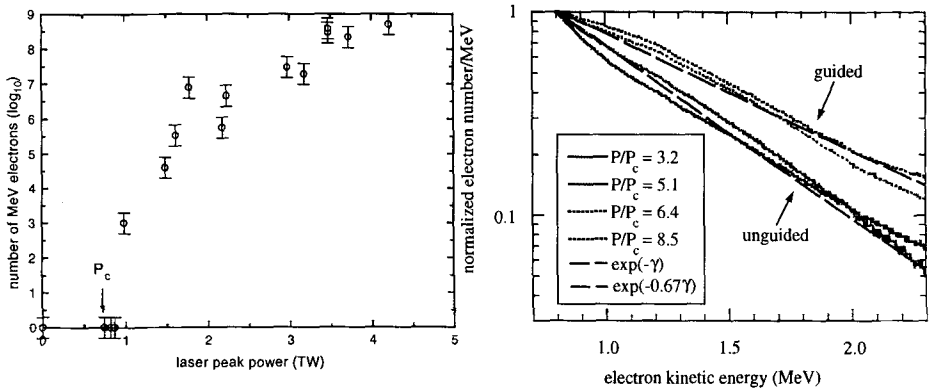 number of MeV electrons (log10)
9
8
7
6
5
4
3
2
1
0
Pc
0
1
2
3
4
5
laser peak power (TW)
normalized electron number/MeV
1
0.1
guided
unguided
P/Pc = 3.2
P/Pc = 5.1
P/Pc = 6.4
P/Pc = 8.5
exp(-γ)
exp(-0.67γ)
1.0
1.5
2.0
electron kinetic energy (MeV)